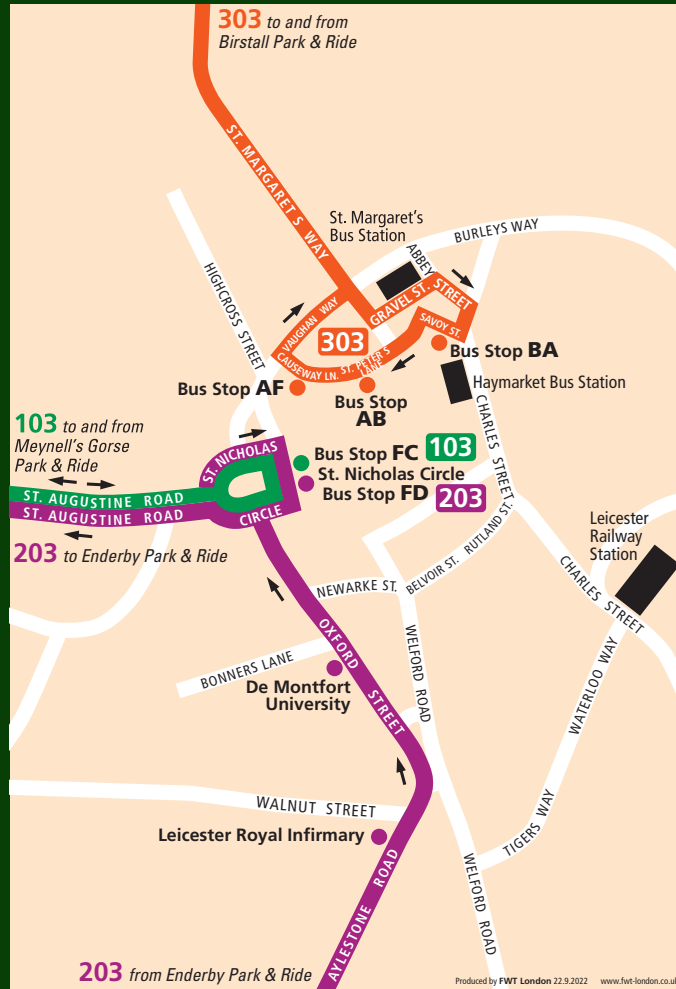 303 to and from
Birstall Park & Ride
ST. MARGARET'S WAY
St. Margaret's
Bus Station
ABBEY
STREET
BURLEYS WAY
HIGHCROSS STREET
GRAVEL ST.
VAUGHAN WAY
SAVOY ST.
303
CAUSEWAY LN.
ST. PETER'S
LANE
Bus Stop BA
Bus Stop AF
Bus Stop
AB
Haymarket Bus Station
CHARLES STREET
103 to and from
Meynell's Gorse
Park & Ride
ST. NICHOLAS
CIRCLE
Bus Stop FC 103
St. Nicholas Circle
Bus Stop FD 203
ST. AUGUSTINE ROAD
ST. AUGUSTINE ROAD
203 to Enderby Park & Ride
Leicester
Railway
Station
RUTLAND ST.
BELVOIR ST.
NEWARKE ST.
CHARLES STREET
OXFORD STREET
WELFORD ROAD
WATERLOO WAY
BONNERS LANE
De Montfort
University
WALNUT STREET
TIGERS WAY
Leicester Royal Infirmary
WELFORD ROAD
AYLESTONE ROAD
203 from Enderby Park & Ride
Produced by FWT London 22.9.2022 www.fwt-london.co.uk